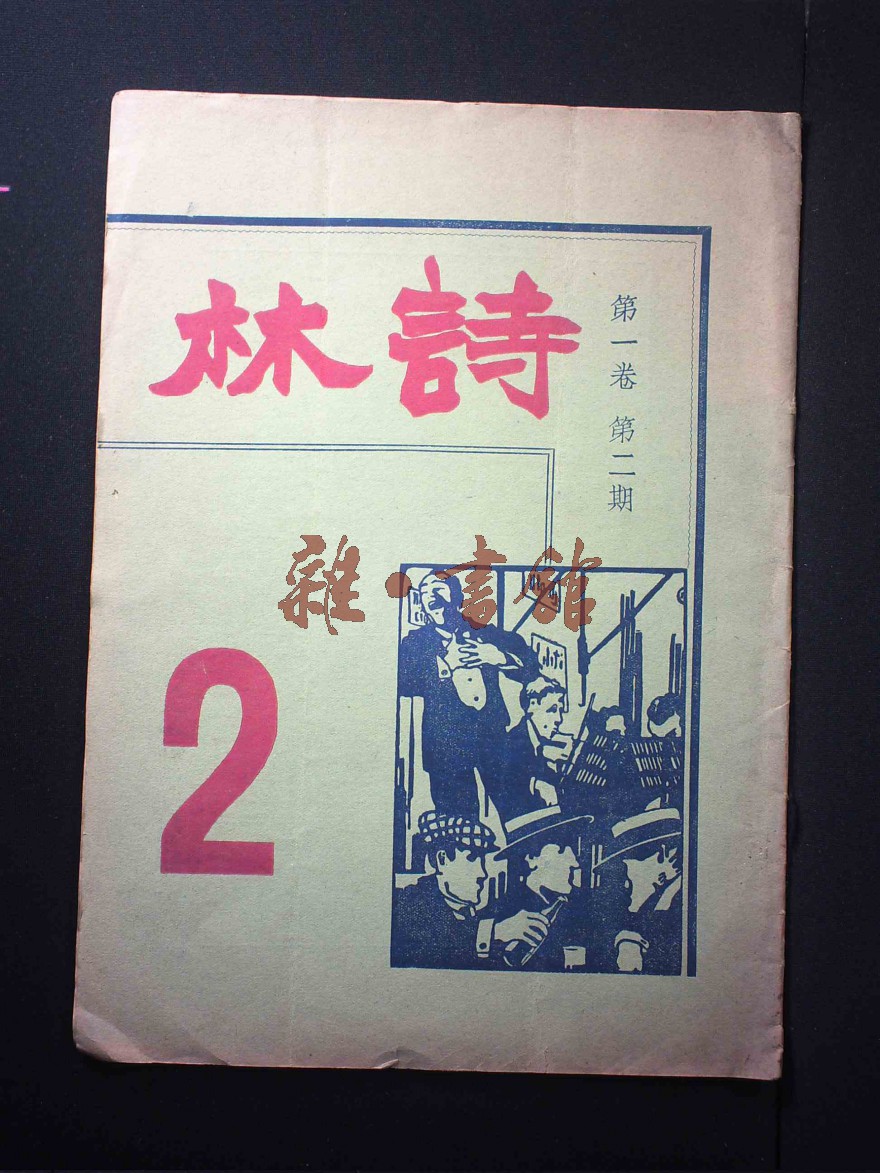 詩林
第一卷 第二期
雜·書館
2